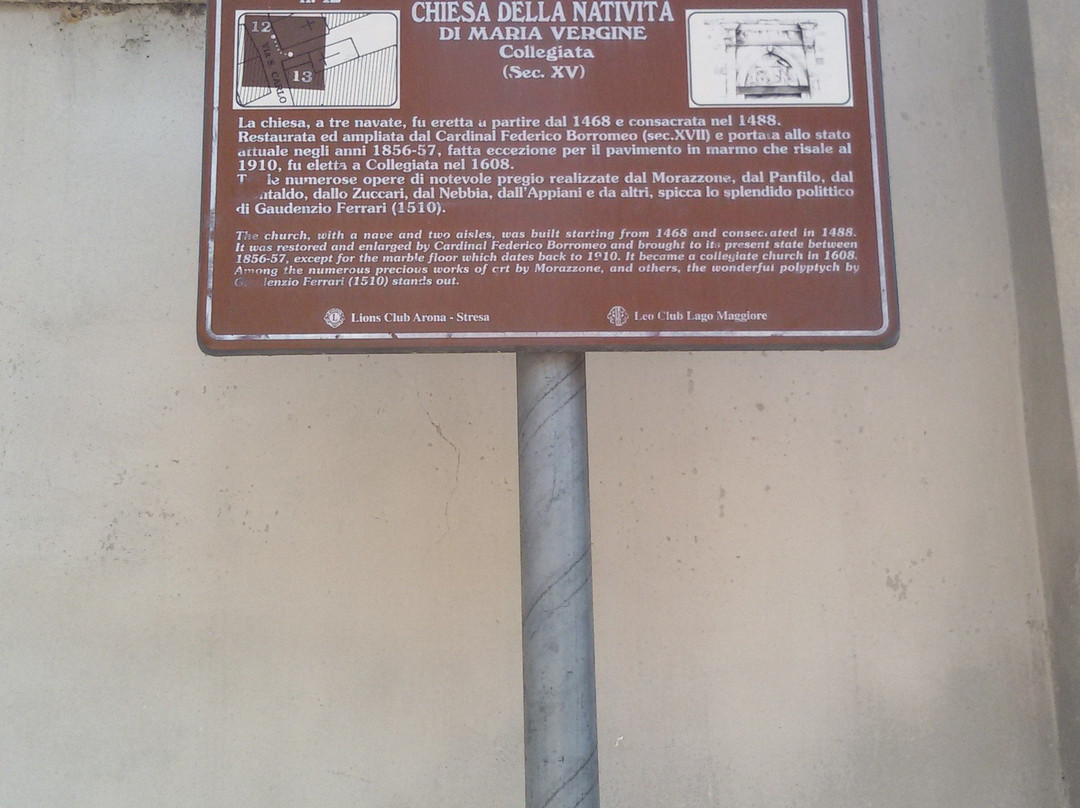 n. 12
CHIESA DELLA NATIVITÀ
DI MARIA VERGINE
Collegiata
(Sec. XV)
12
VIA S. CARLO
13
La chiesa, a tre navate, fu eretta a partire dal 1468 e consacrata nel 1488.
Restaurata ed ampliata dal Cardinal Federico Borromeo (sec.XVII) e portata allo stato
attuale negli anni 1856-57, fatta eccezione per il pavimento in marmo che risale al
1910, fu eletta a Collegiata nel 1608.
le numerose opere di notevole pregio realizzate dal Morazzone, dal Panfilo, dal
dallo Zuccari, dal Nebbia, dall'Appiani e da altri, spicca lo splendido polittico
di Gaudenzio Ferrari (1510).
The church, with a nave and two aisles, was built starting from 1468 and consecrated in 1488.
It was restored and enlarged by Cardinal Federico Borromeo and brought to its present state between
1856-57, except for the marble floor which dates back to 1910. It became a collegiate church in 1608.
Among the numerous precious works of art by Morazzone, and others, the wonderful polyptych by
Gaudenzio Ferrari (1510) stands out.
Lions Club Arona - Stresa
Leo Club Lago Maggiore